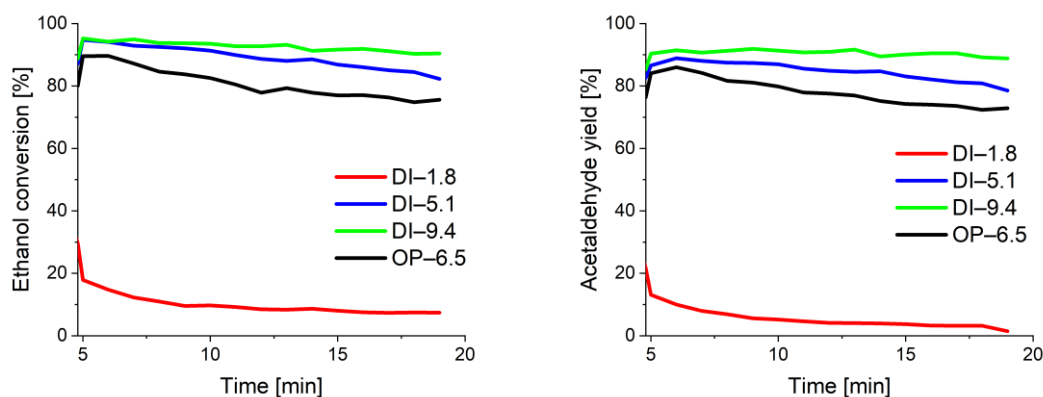 100
80
60
40
20
0
Ethanol conversion [%]
DI–1.8
DI–5.1
DI–9.4
OP–6.5
5
10
15
20
Time [min]
100
80
60
40
20
0
Acetaldehyde yield [%]
DI–1.8
DI–5.1
DI–9.4
OP–6.5
5
10
15
20
Time [min]